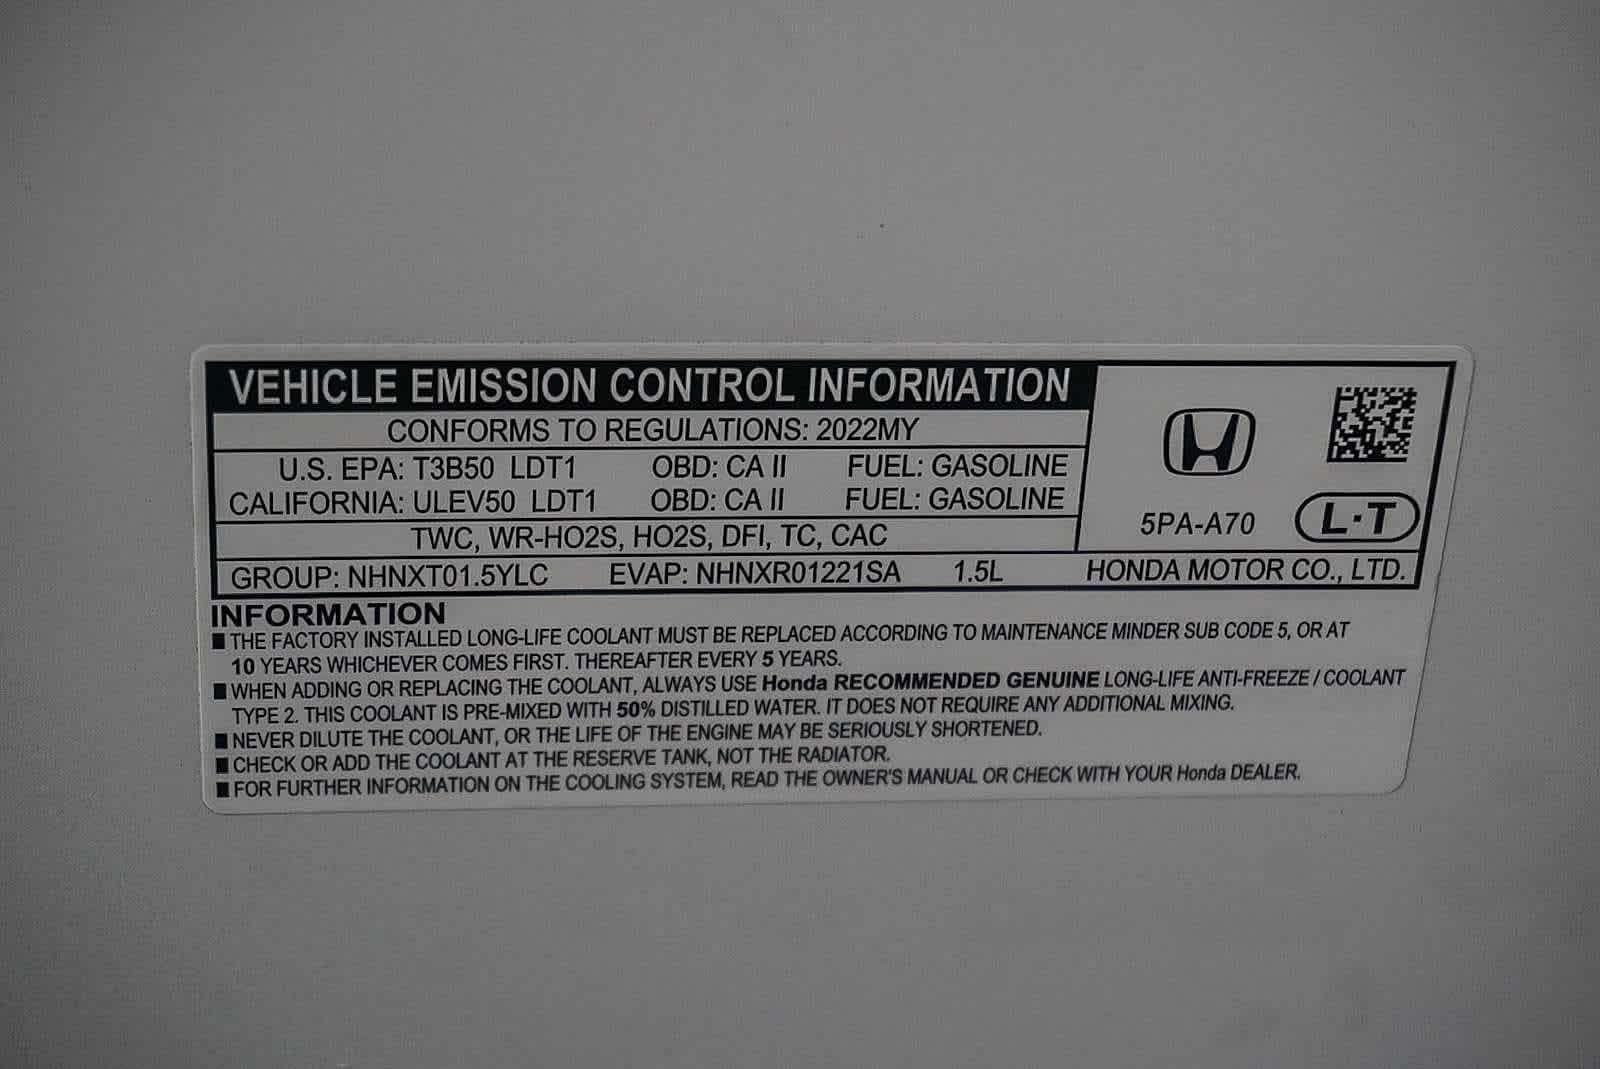 VEHICLE EMISSION CONTROL INFORMATION
CONFORMS TO REGULATIONS: 2022MY
U.S. EPA: T3B50 LDT1 OBD: CA II FUEL: GASOLINE
CALIFORNIA: ULEV50 LDT1 OBD: CA II FUEL: GASOLINE
TWC, WR-HO2S, HO2S, DFI, TC, CAC
5PA-A70 L·T
GROUP: NHNXT01.5YLC EVAP: NHNXR01221SA 1.5L HONDA MOTOR CO., LTD.
INFORMATION
■ THE FACTORY INSTALLED LONG-LIFE COOLANT MUST BE REPLACED ACCORDING TO MAINTENANCE MINDER SUB CODE 5, OR AT
10 YEARS WHICHEVER COMES FIRST. THEREAFTER EVERY 5 YEARS.
■ WHEN ADDING OR REPLACING THE COOLANT, ALWAYS USE Honda RECOMMENDED GENUINE LONG-LIFE ANTI-FREEZE / COOLANT
TYPE 2. THIS COOLANT IS PRE-MIXED WITH 50% DISTILLED WATER. IT DOES NOT REQUIRE ANY ADDITIONAL MIXING.
■ NEVER DILUTE THE COOLANT, OR THE LIFE OF THE ENGINE MAY BE SERIOUSLY SHORTENED.
■ CHECK OR ADD THE COOLANT AT THE RESERVE TANK, NOT THE RADIATOR.
■ FOR FURTHER INFORMATION ON THE COOLING SYSTEM, READ THE OWNER'S MANUAL OR CHECK WITH YOUR Honda DEALER.